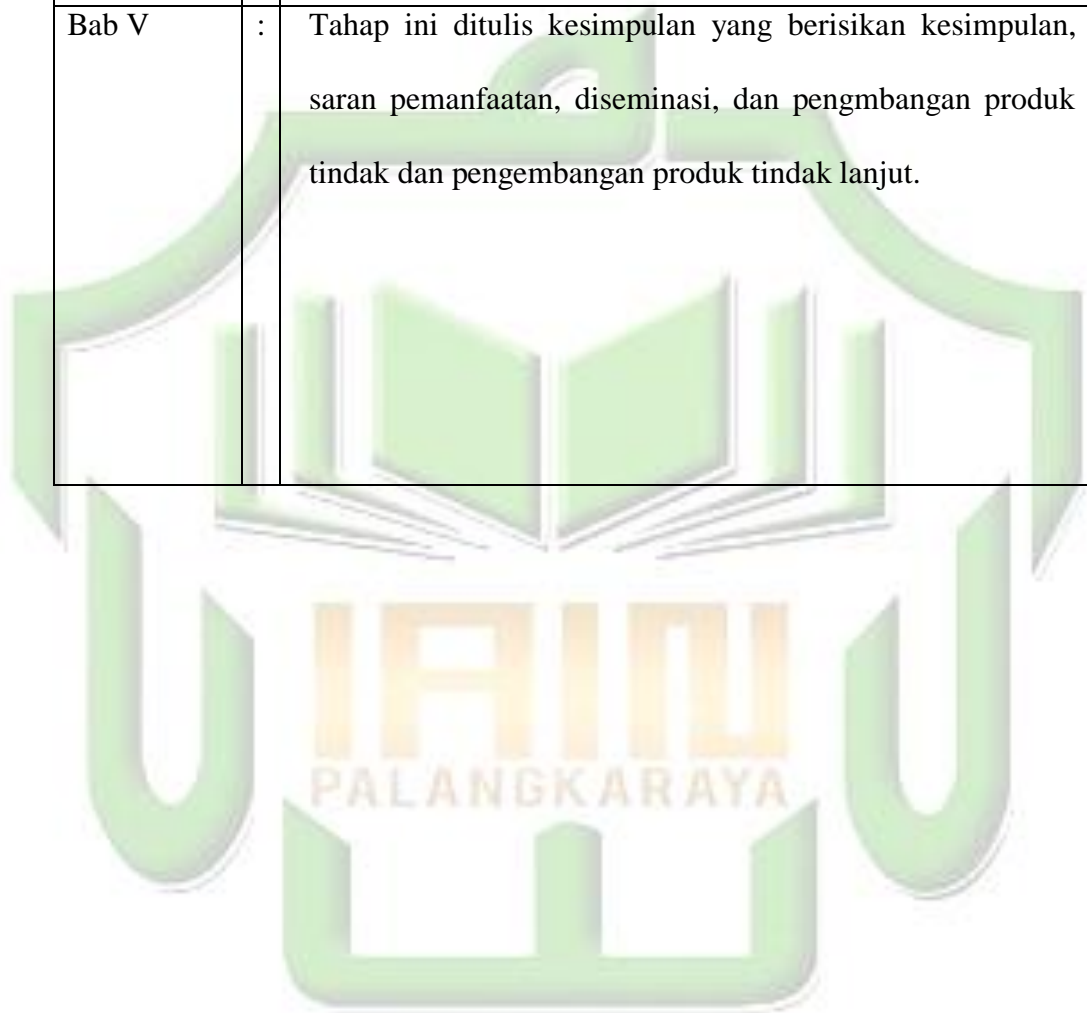 Bab V : Tahap ini ditulis kesimpulan yang berisikan kesimpulan,
saran pemanfaatan, diseminasi, dan pengmbangan produk
tindak dan pengembangan produk tindak lanjut.
IAIN
PALANGKARAYA